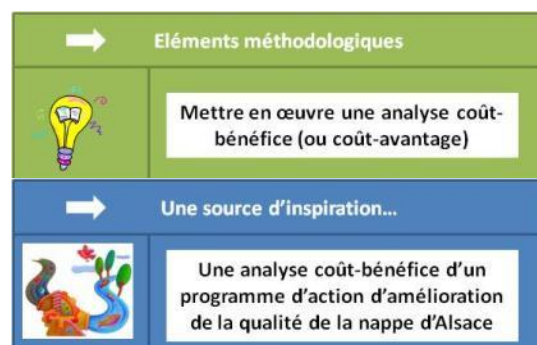 Eléments méthodologiques
Mettre en œuvre une analyse coût-
bénéfice (ou coût-avantage)
Une source d'inspiration…
Une analyse coût-bénéfice d'un
programme d'action d'amélioration
de la qualité de la nappe d'Alsace